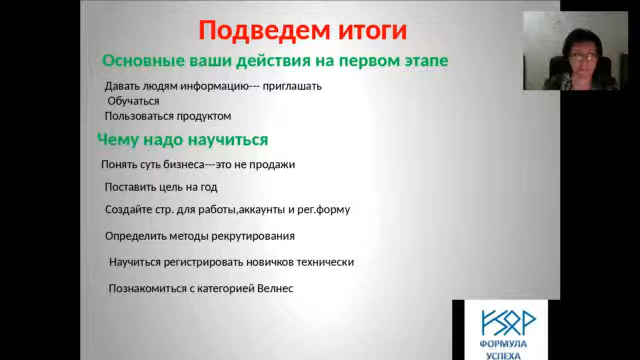 Подведем итоги
Основные ваши действия на первом этапе
Давать людям информацию--- приглашать
Обучаться
Пользоваться продуктом
Чему надо научиться
Понять суть бизнеса---это не продажи
Поставить цель на год
Создайте стр. для работы,аккаунты и рег.форму
Определить методы рекрутирования
Научиться регистрировать новичков технически
Познакомиться с категорией Велнес
ФОРМУЛА
УСПЕХА